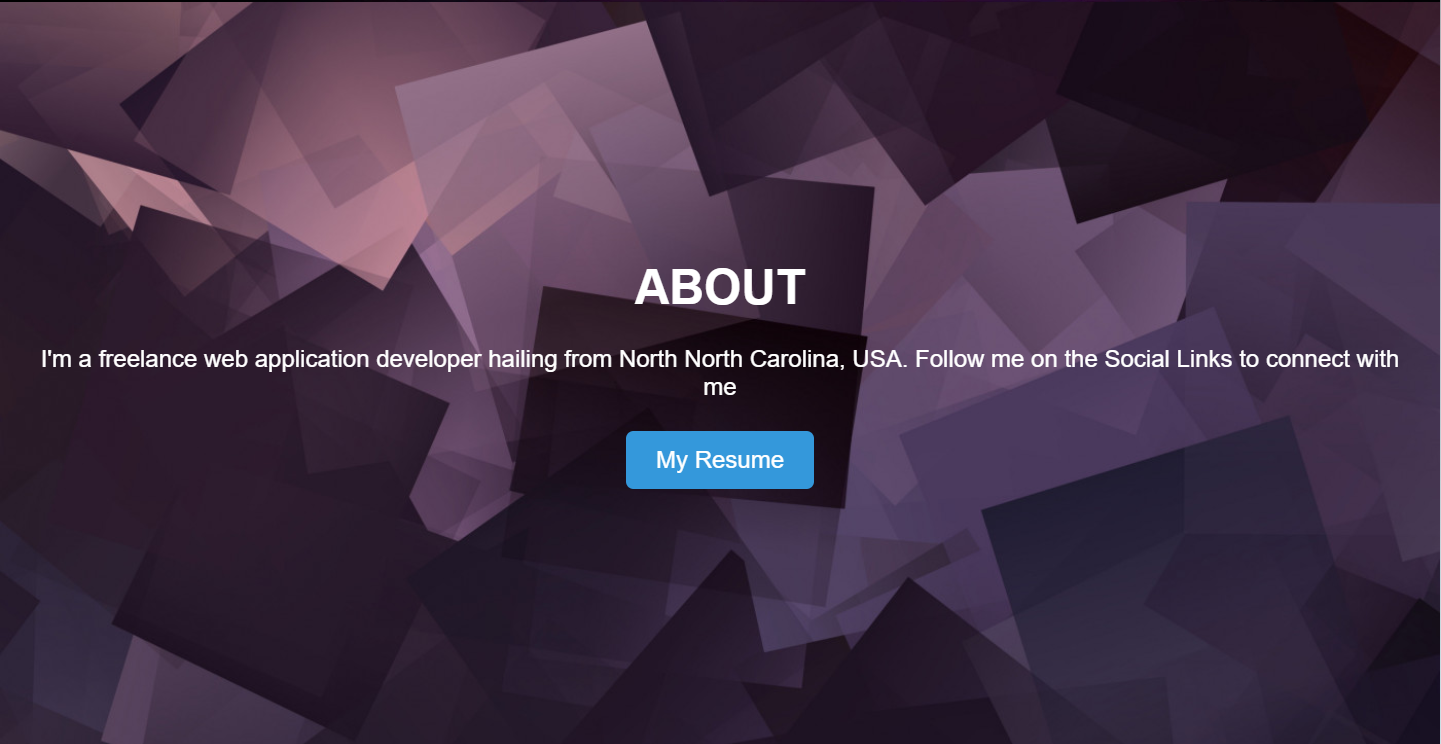 ABOUT
I'm a freelance web application developer hailing from North North Carolina, USA. Follow me on the Social Links to connect with
me
My Resume